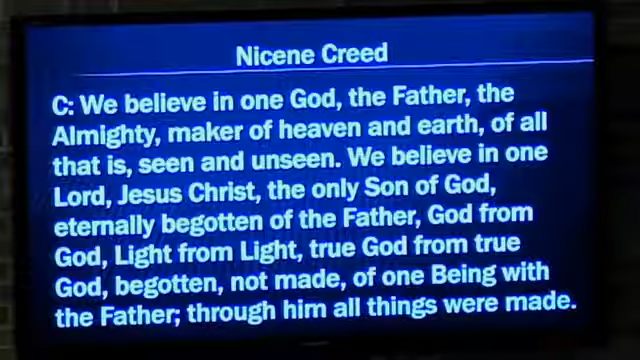 Nicene Creed
C: We believe in one God, the Father, the
Almighty, maker of heaven and earth, of all
that is, seen and unseen. We believe in one
Lord, Jesus Christ, the only Son of God,
eternally begotten of the Father, God from
God, Light from Light, true God from true
God, begotten, not made, of one Being with
the Father; through him all things were made.